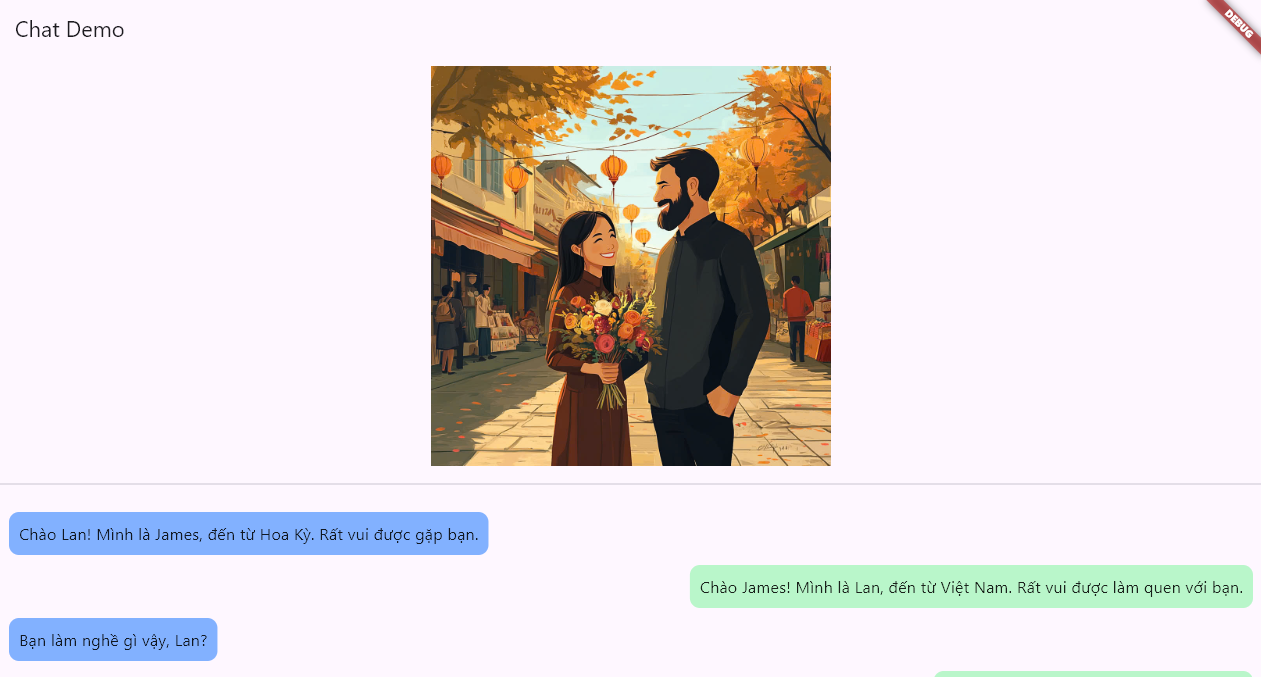 Chat Demo
DEBUG
Chào Lan! Mình là James, đến từ Hoa Kỳ. Rất vui được gặp bạn.
Chào James! Mình là Lan, đến từ Việt Nam. Rất vui được làm quen với bạn.
Bạn làm nghề gì vậy, Lan?